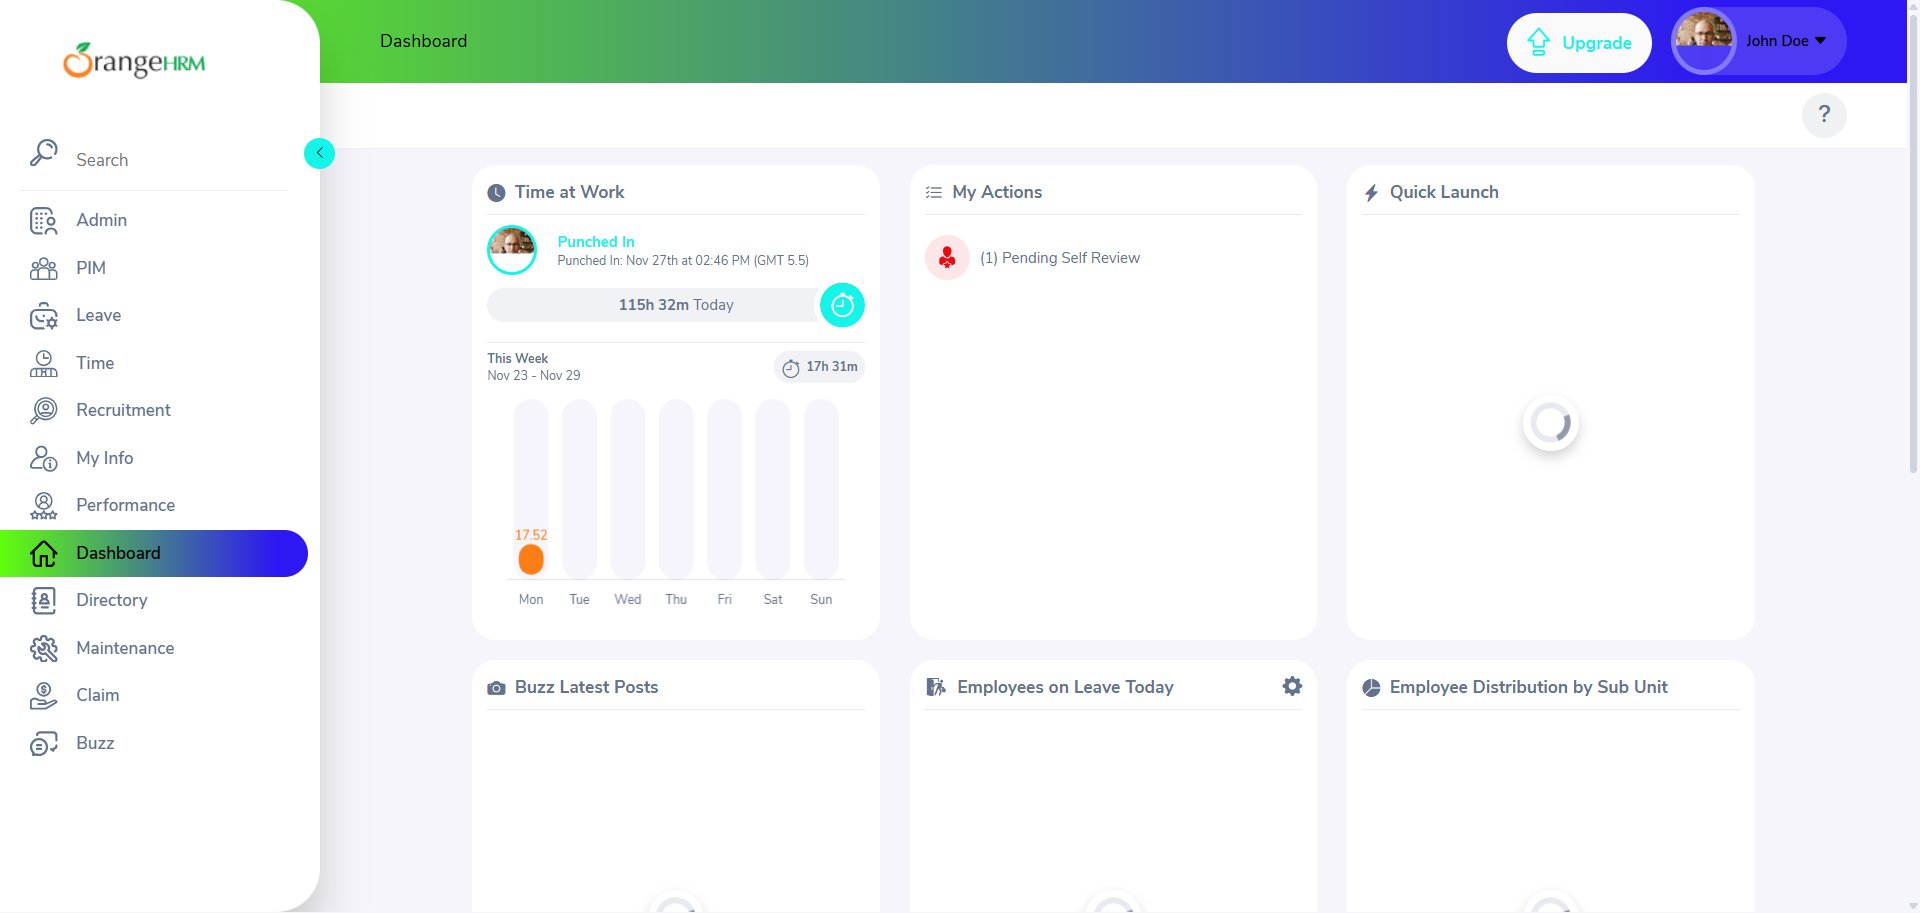 OrangeHRM
Dashboard
Upgrade
John Doe
?
Search
Admin
PIM
Leave
Time
Recruitment
My Info
Performance
Dashboard
Directory
Maintenance
Claim
Buzz
Time at Work
Punched In
Punched In: Nov 27th at 02:46 PM (GMT 5.5)
115h 32m Today
This Week
Nov 23 - Nov 29
17h 31m
17.52
Mon Tue Wed Thu Fri Sat Sun
My Actions
(1) Pending Self Review
Quick Launch
Buzz Latest Posts
Employees on Leave Today
Employee Distribution by Sub Unit